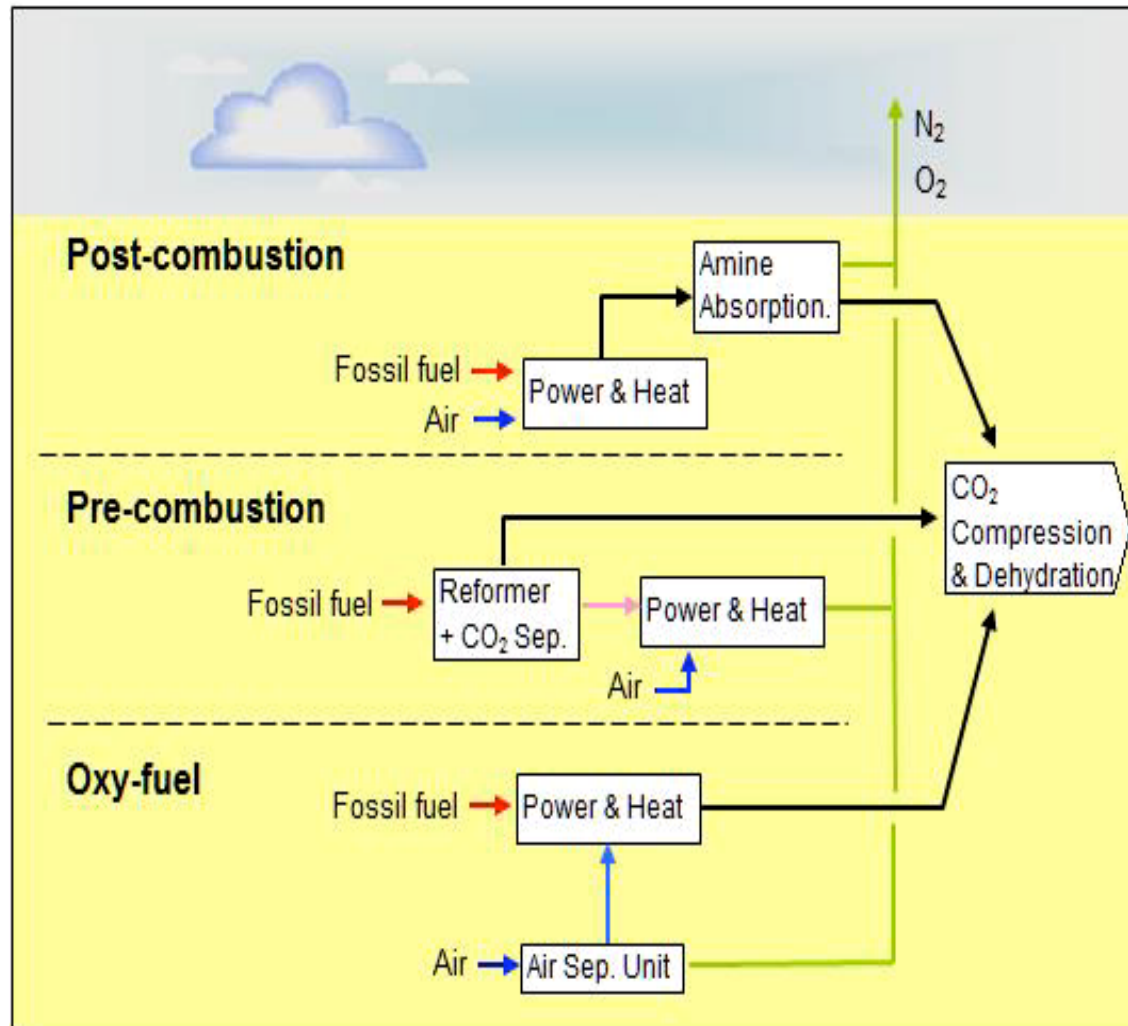 N₂
O₂
Post-combustion
Amine
Absorption.
Fossil fuel
Power & Heat
Air
CO₂
Compression
& Dehydration
Pre-combustion
Fossil fuel
Reformer
+ CO₂ Sep.
Power & Heat
Air
Oxy-fuel
Fossil fuel
Power & Heat
Air
Air Sep. Unit